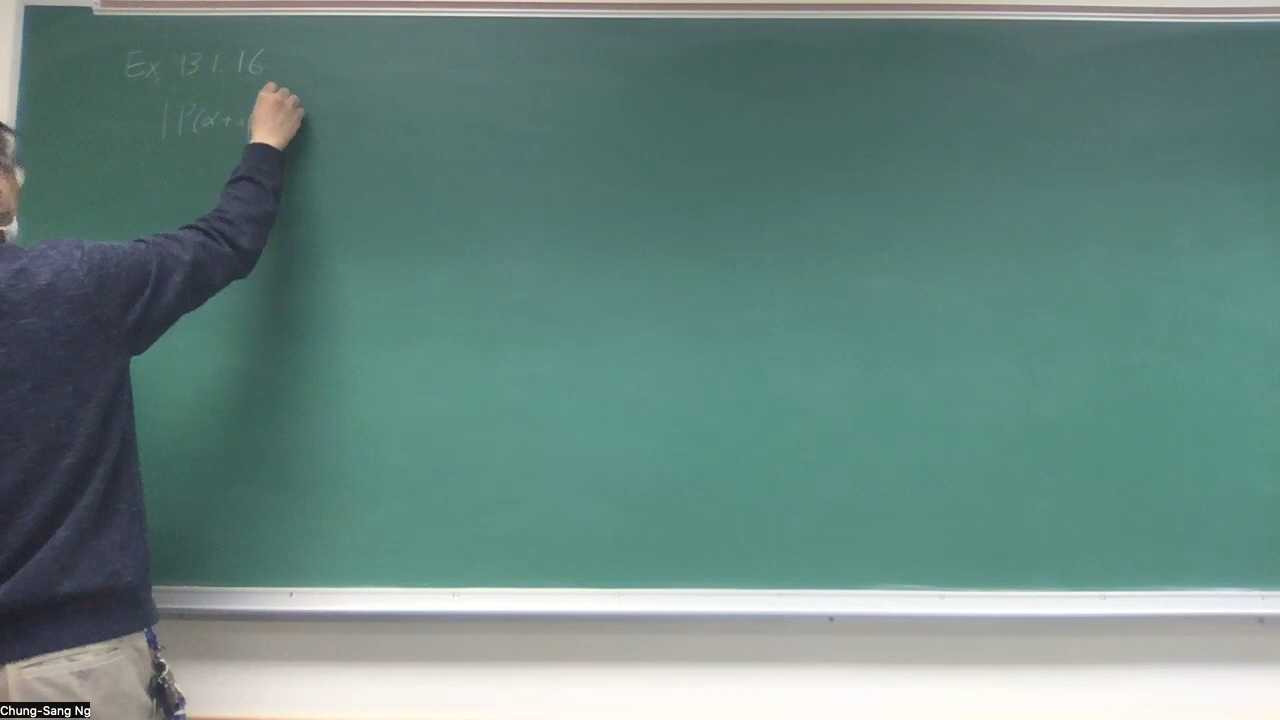 Ex 13.1.16
|Γ(α+i
Chung-Sang Ng